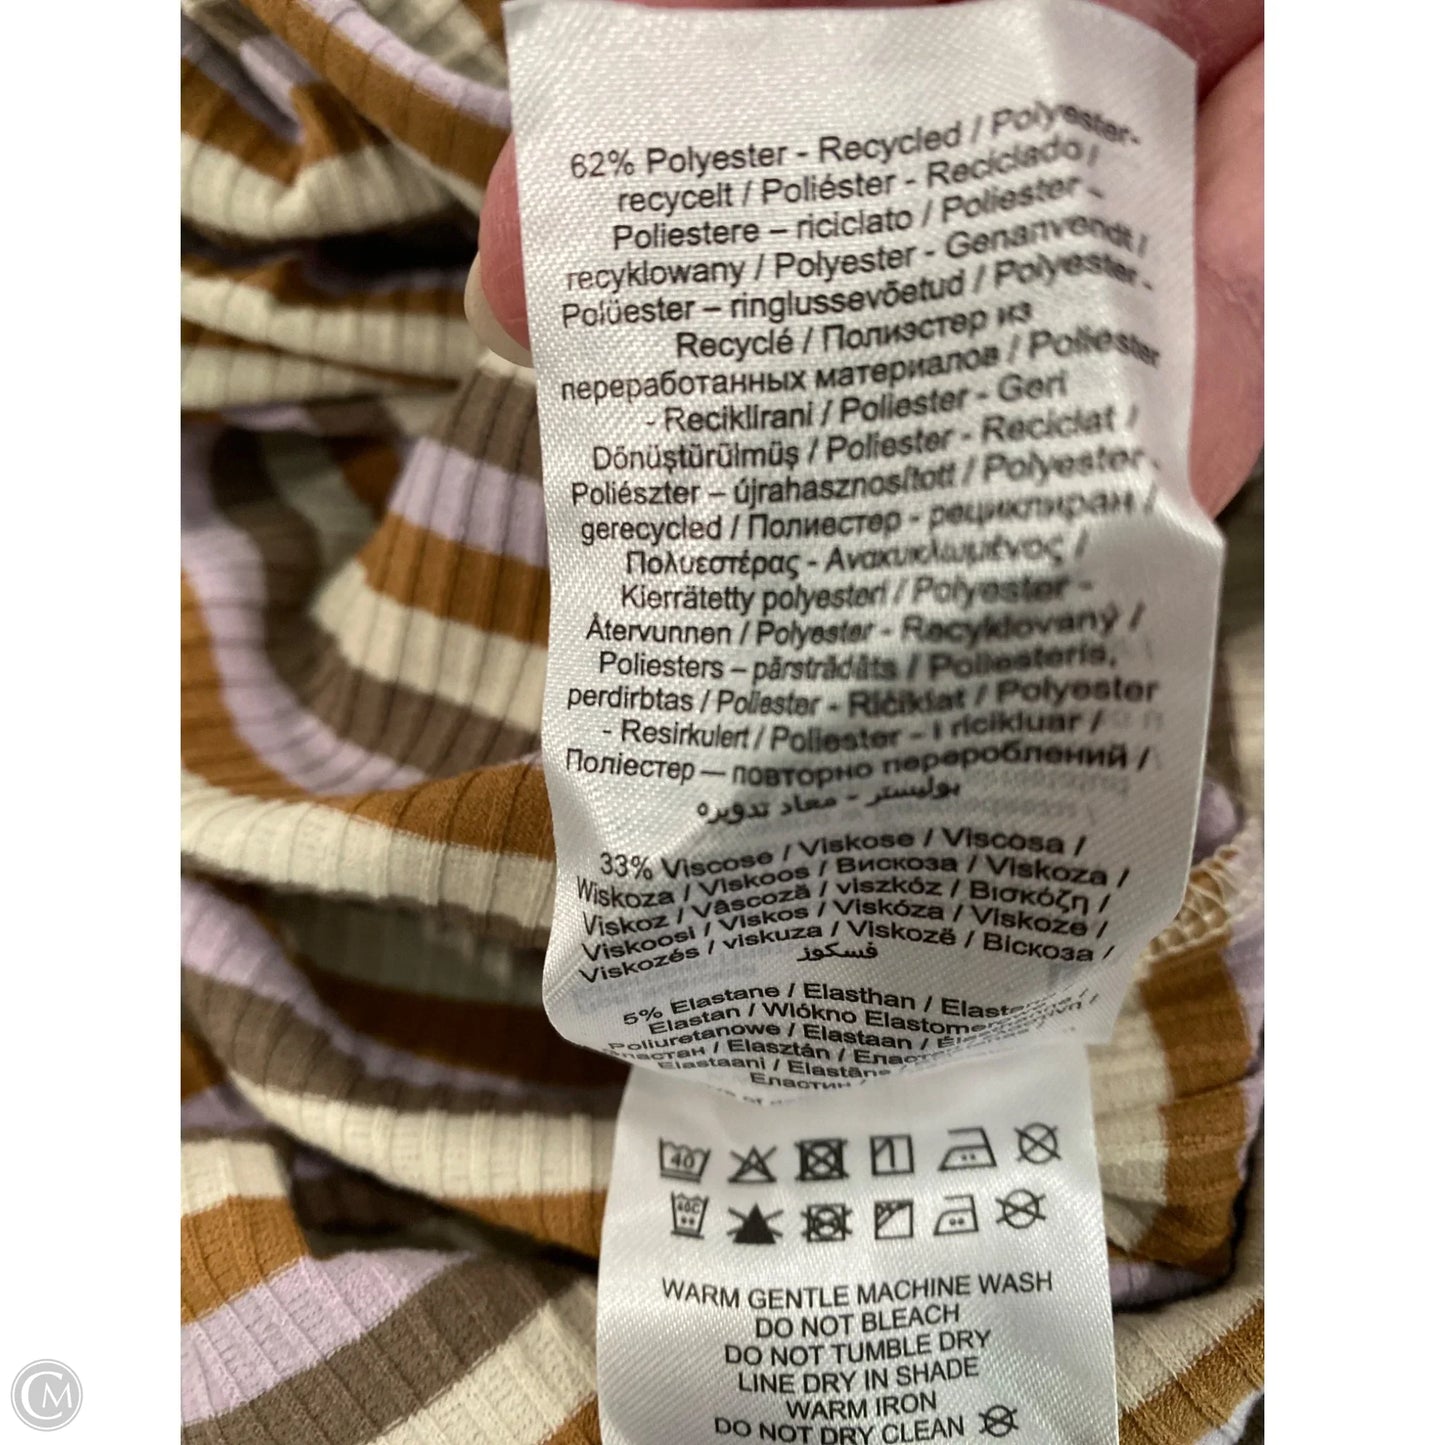 62% Polyester - Recycled / Polyester-
recycelt / Poliéster - Reciclado /
Poliestere – riciclato / Poliester -
recyklowany / Polyester - Genanvendt /
Polüester – ringlussevõetud / Polyester -
Recyclé / Полиэстер из
переработанных материалов / Poliester
- Reciklirani / Poliester - Geri
Dönüştürülmüş / Poliester - Reciclat /
Poliészter – újrahasznosított / Polyester -
gerecycled / Полиестер - рециклиран /
Πολυεστέρας - Ανακυκλωμένος /
Kierrätetty polyesteri / Polyester -
Återvunnen / Polyester - Recyklovaný /
Poliesters – pārstrādāts / Poliesteris,
perdirbtas / Poliester - Ričiklat / Polyester
- Resirkulert / Poliester – I ricikluar /
Поліестер — повторно перероблений /
بوليستر - معاد تدويره
33% Viscose / Viskose / Viscosa /
Wiskoza / Viskoos / Вискоза / Viskoza /
Viskoz / Vâscoză / viszkóz / Βισκόζη /
Viskoosi / Viskos / Viskóza / Viskoze /
Viskozės / viskuza / Viskozë / Віскоза /
فسكوز
5% Elastane / Elasthan /
Elastan / Włókno
Poliuretanowe / Elastaan /
Еластан / Elasztán /
Elastaani / Elastāns
Еластин /
40 1
40C
WARM GENTLE MACHINE WASH
DO NOT BLEACH
DO NOT TUMBLE DRY
LINE DRY IN SHADE
WARM IRON
DO NOT DRY CLEAN
CM